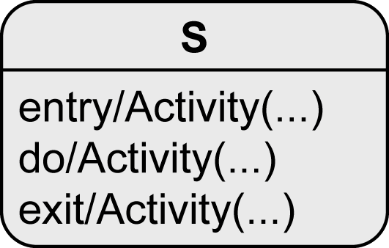 S
entry/Activity(...)
do/Activity(...)
exit/Activity(...)